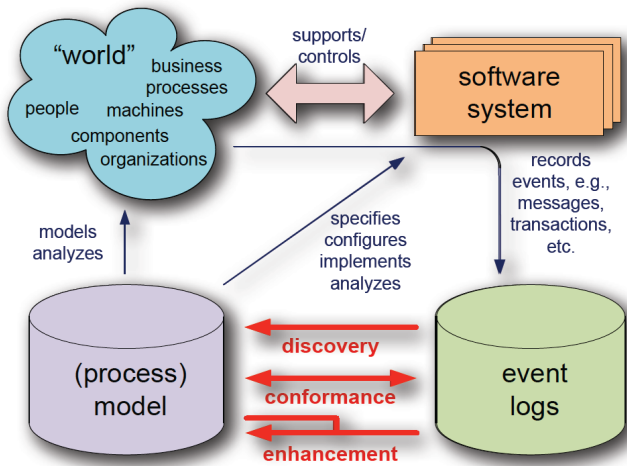 “world”
business
processes
people
machines
components
organizations
supports/
controls
software
system
records
events, e.g.,
messages,
transactions,
etc.
models
analyzes
specifies
configures
implements
analyzes
(process)
model
discovery
conformance
enhancement
event
logs